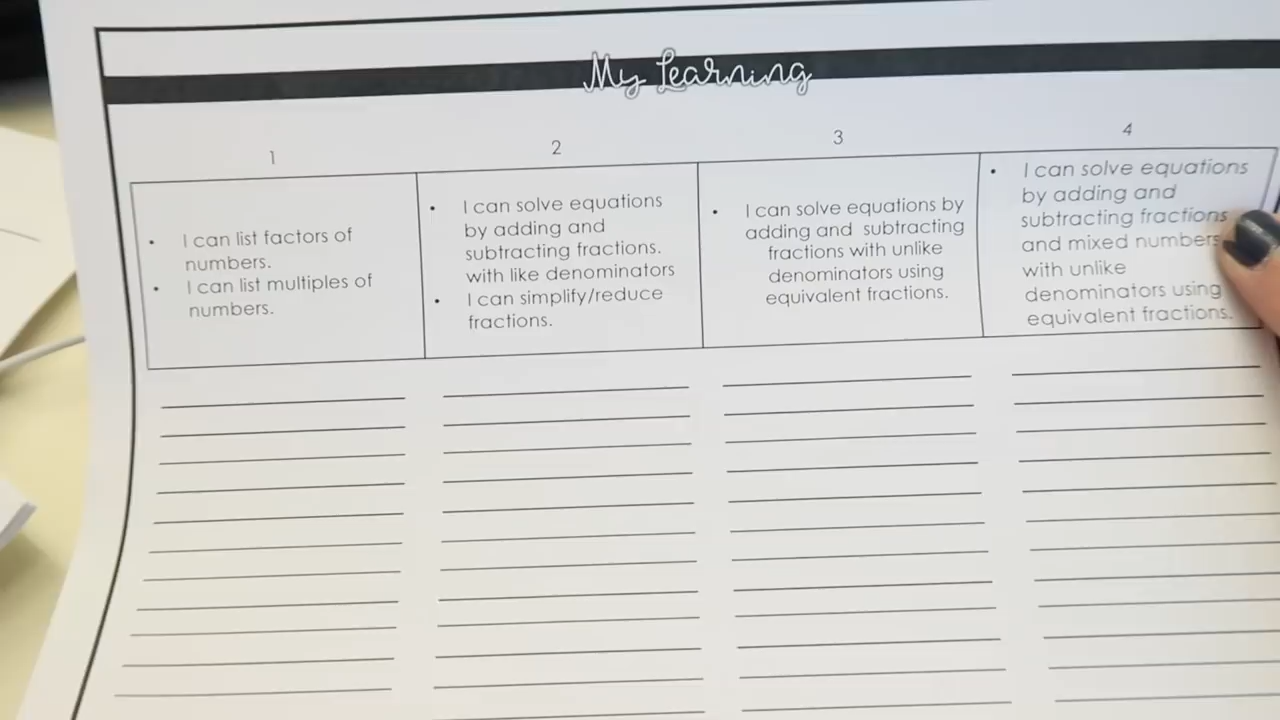 My Learning
1
2
3
4
• I can list factors of
numbers.
• I can list multiples of
numbers.
• I can solve equations
by adding and
subtracting fractions.
with like denominators
• I can simplify/reduce
fractions.
• I can solve equations by
adding and subtracting
fractions with unlike
denominators using
equivalent fractions.
• I can solve equations
by adding and
subtracting fractions
and mixed numbers
with unlike
denominators using
equivalent fractions.